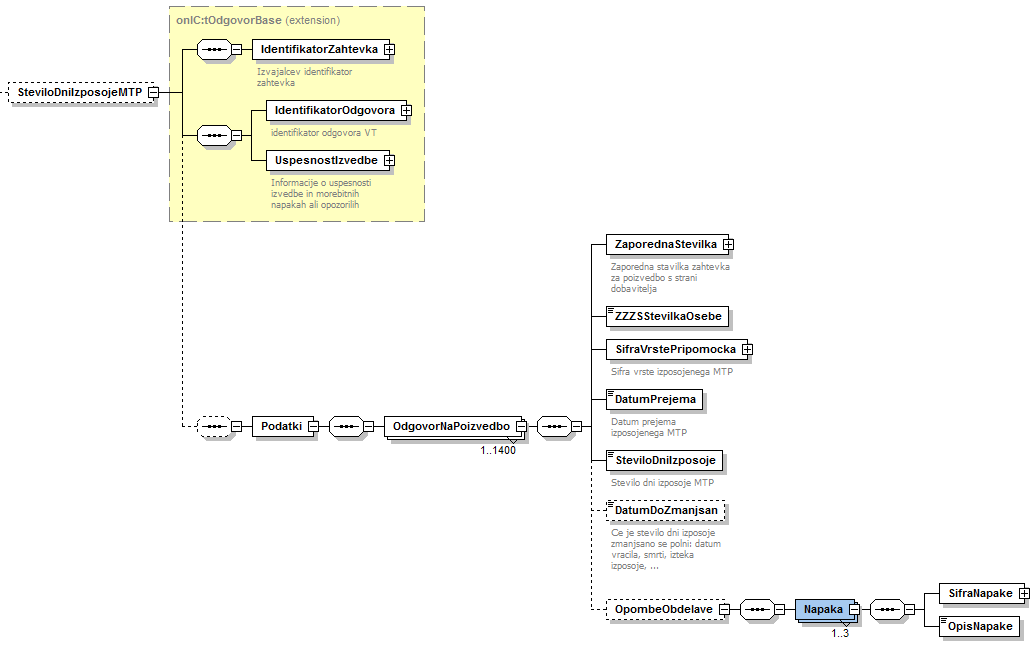 onIC:tOdgovorBase (extension)
IdentifikatorZahtevka
Izvajalcev identifikator
zahtevka
SteviloDniIzposojeMTP
IdentifikatorOdgovora
identifikator odgovora VT
UspesnostIzvedbe
Informacije o uspesnosti
izvedbe in morebitnih
napakah ali opozorilih
ZaporednaStevilka
Zaporedna stavilka zahtevka
za poizvedbo s strani
dobavitelja
ZZZSStevilkaOsebe
SifraVrstePripomocka
Sifra vrste izposojenega MTP
DatumPrejema
Datum prejema
izposojenega MTP
Podatki
OdgovorNaPoizvedbo
1..1400
SteviloDniIzposoje
Stevilo dni izposoje MTP
DatumDoZmanjsan
Ce je stevilo dni izposoje
zmanjsano se polni: datum
vracila, smrti, izteka
izposoje, ...
OpombeObdelave
Napaka
1..3
SifraNapake
OpisNapake